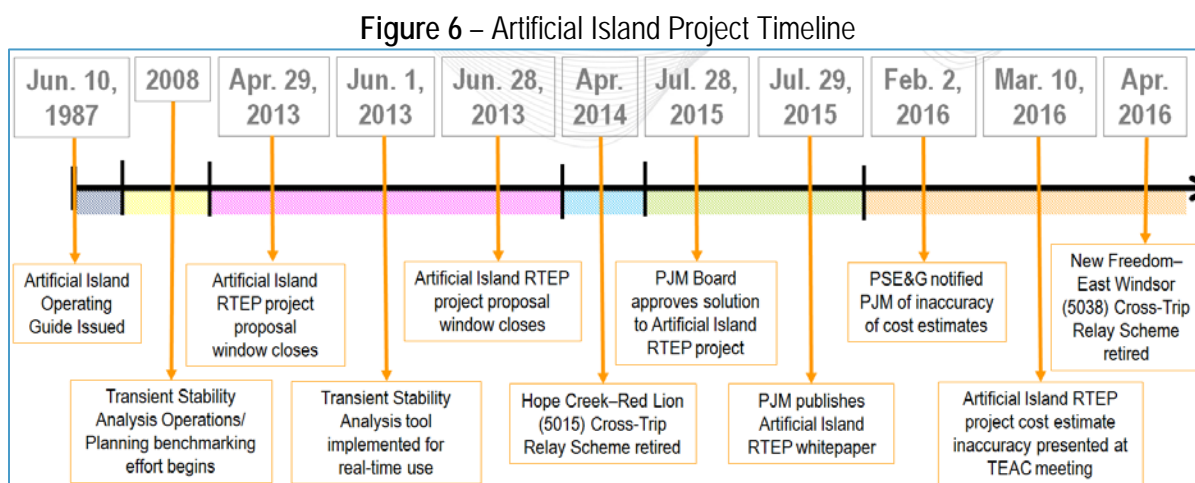 Figure 6 – Artificial Island Project Timeline
Jun. 10,
1987
2008
Apr. 29,
2013
Jun. 1,
2013
Jun. 28,
2013
Apr.
2014
Jul. 28,
2015
Jul. 29,
2015
Feb. 2,
2016
Mar. 10,
2016
Apr.
2016
Artificial Island
Operating
Guide Issued
Artificial Island
RTEP project
proposal
window closes
Artificial Island RTEP
project proposal
window closes
PJM Board
approves solution
to Artificial Island
RTEP project
PSE&G notified
PJM of inaccuracy
of cost estimates
New Freedom–
East Windsor
(5038) Cross-Trip
Relay Scheme
retired
Transient Stability
Analysis Operations/
Planning benchmarking
effort begins
Transient Stability
Analysis tool
implemented for
real-time use
Hope Creek–Red Lion
(5015) Cross-Trip
Relay Scheme retired
PJM publishes
Artificial Island
RTEP whitepaper
Artificial Island RTEP
project cost estimate
inaccuracy presented at
TEAC meeting